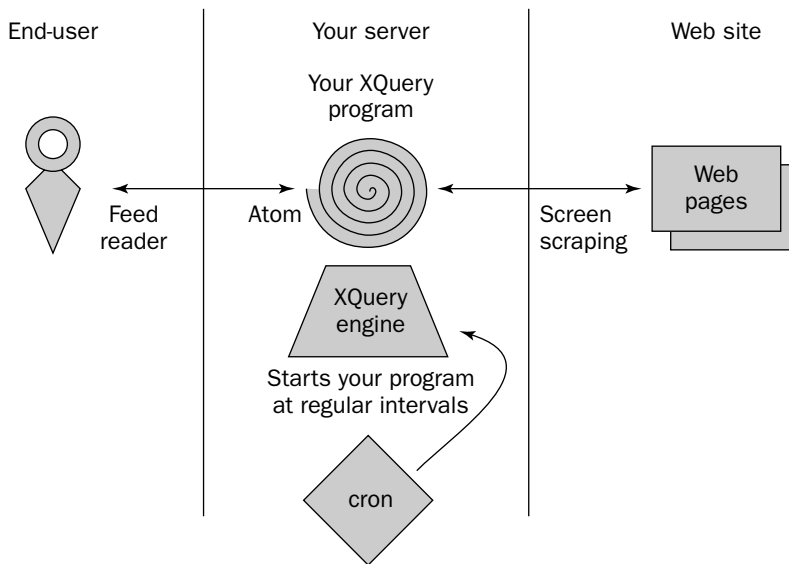 End-user
Your server
Web site
Your XQuery
program
Web
pages
Feed
reader
Atom
Screen
scraping
XQuery
engine
Starts your program
at regular intervals
cron